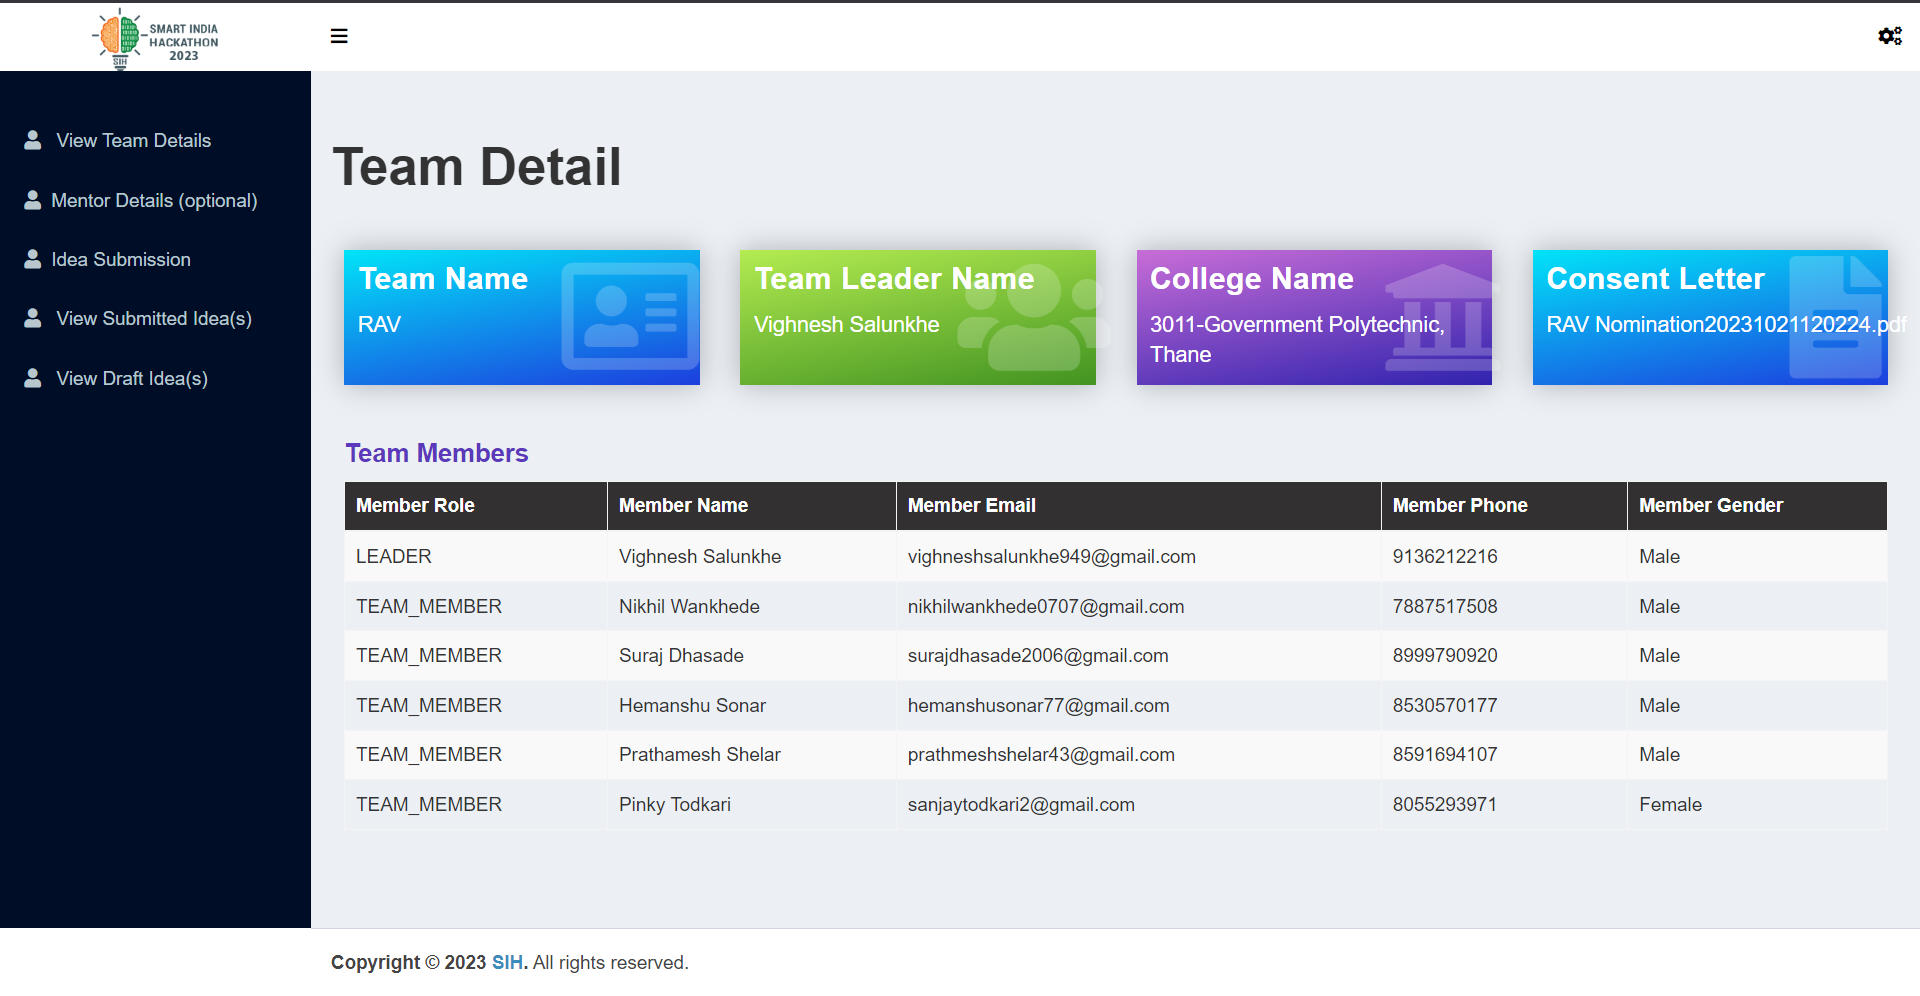 SMART INDIA
HACKATHON
2023
SIH
View Team Details
Mentor Details (optional)
Idea Submission
View Submitted Idea(s)
View Draft Idea(s)
Team Detail
Team Name
RAV
Team Leader Name
Vighnesh Salunkhe
College Name
3011-Government Polytechnic,
Thane
Consent Letter
RAV Nomination20231021120224.pdf
Team Members
Member Role Member Name Member Email Member Phone Member Gender
LEADER Vighnesh Salunkhe vighneshsalunkhe949@gmail.com 9136212216 Male
TEAM_MEMBER Nikhil Wankhede nikhilwankhede0707@gmail.com 7887517508 Male
TEAM_MEMBER Suraj Dhasade surajdhasade2006@gmail.com 8999790920 Male
TEAM_MEMBER Hemanshu Sonar hemanshusonar77@gmail.com 8530570177 Male
TEAM_MEMBER Prathamesh Shelar prathmeshshelar43@gmail.com 8591694107 Male
TEAM_MEMBER Pinky Todkari sanjaytodkari2@gmail.com 8055293971 Female
Copyright © 2023 SIH. All rights reserved.